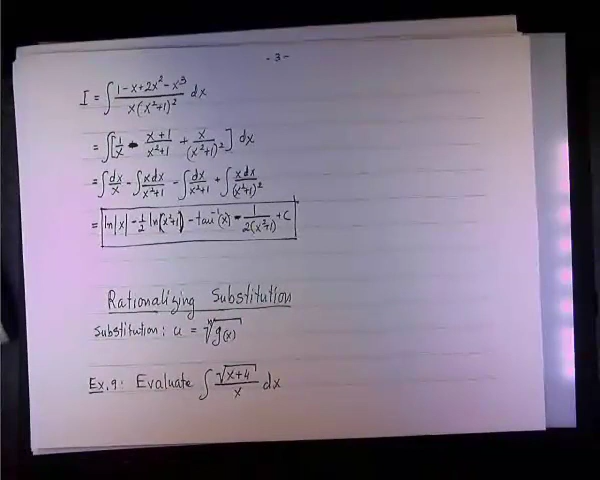 - 3 -
I = ∫ (1-x+2x²-x³)/(x(x²+1)²) dx
= ∫[1/x - (x+1)/(x²+1) + x/(x²+1)²] dx
= ∫dx/x - ∫xdx/(x²+1) - ∫dx/(x²+1) + ∫xdx/(x²+1)²
= ln|x| - ½ ln(x²+1) - tan⁻¹(x) - 1/(2(x²+1)) + C
Rationalizing Substitution
Substitution: u = ⁿ√g(x)
Ex. 9: Evaluate ∫ √(x+4)/x dx